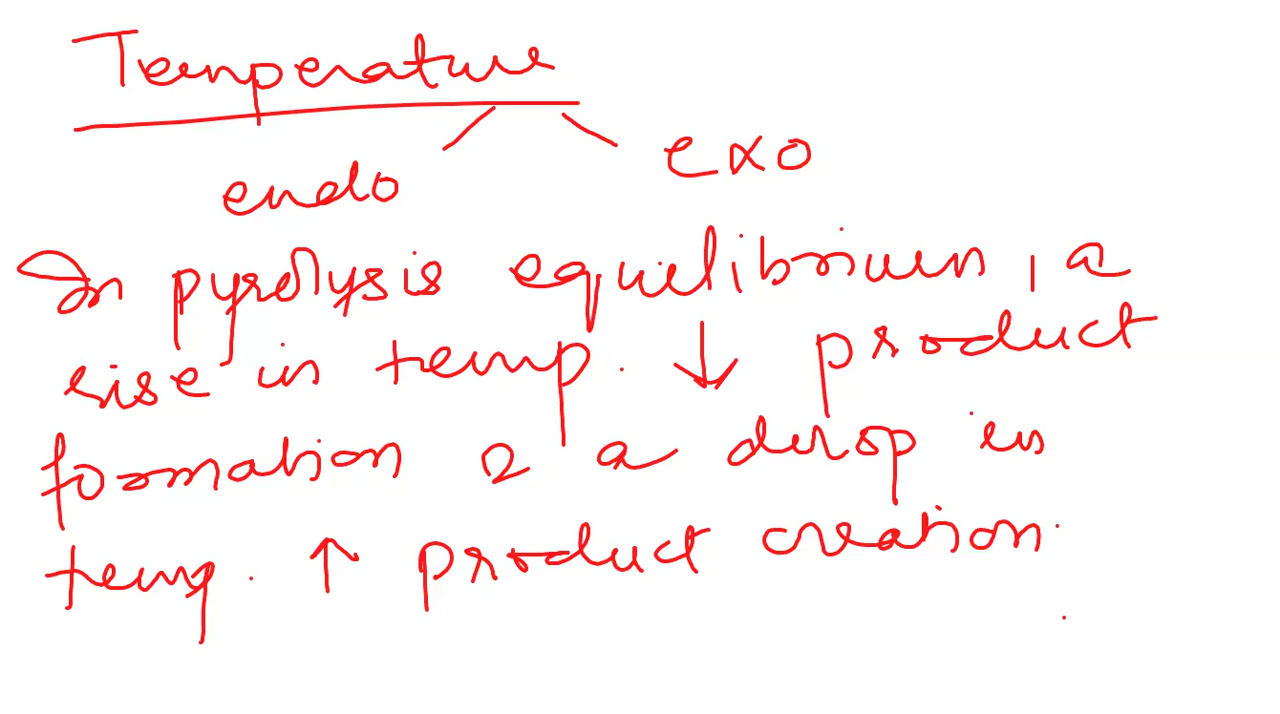 Temperature
endo exo
In pyrolysis equilibrium, a
rise in temp. ↓ product
formation & a drop in
temp. ↑ product creation.